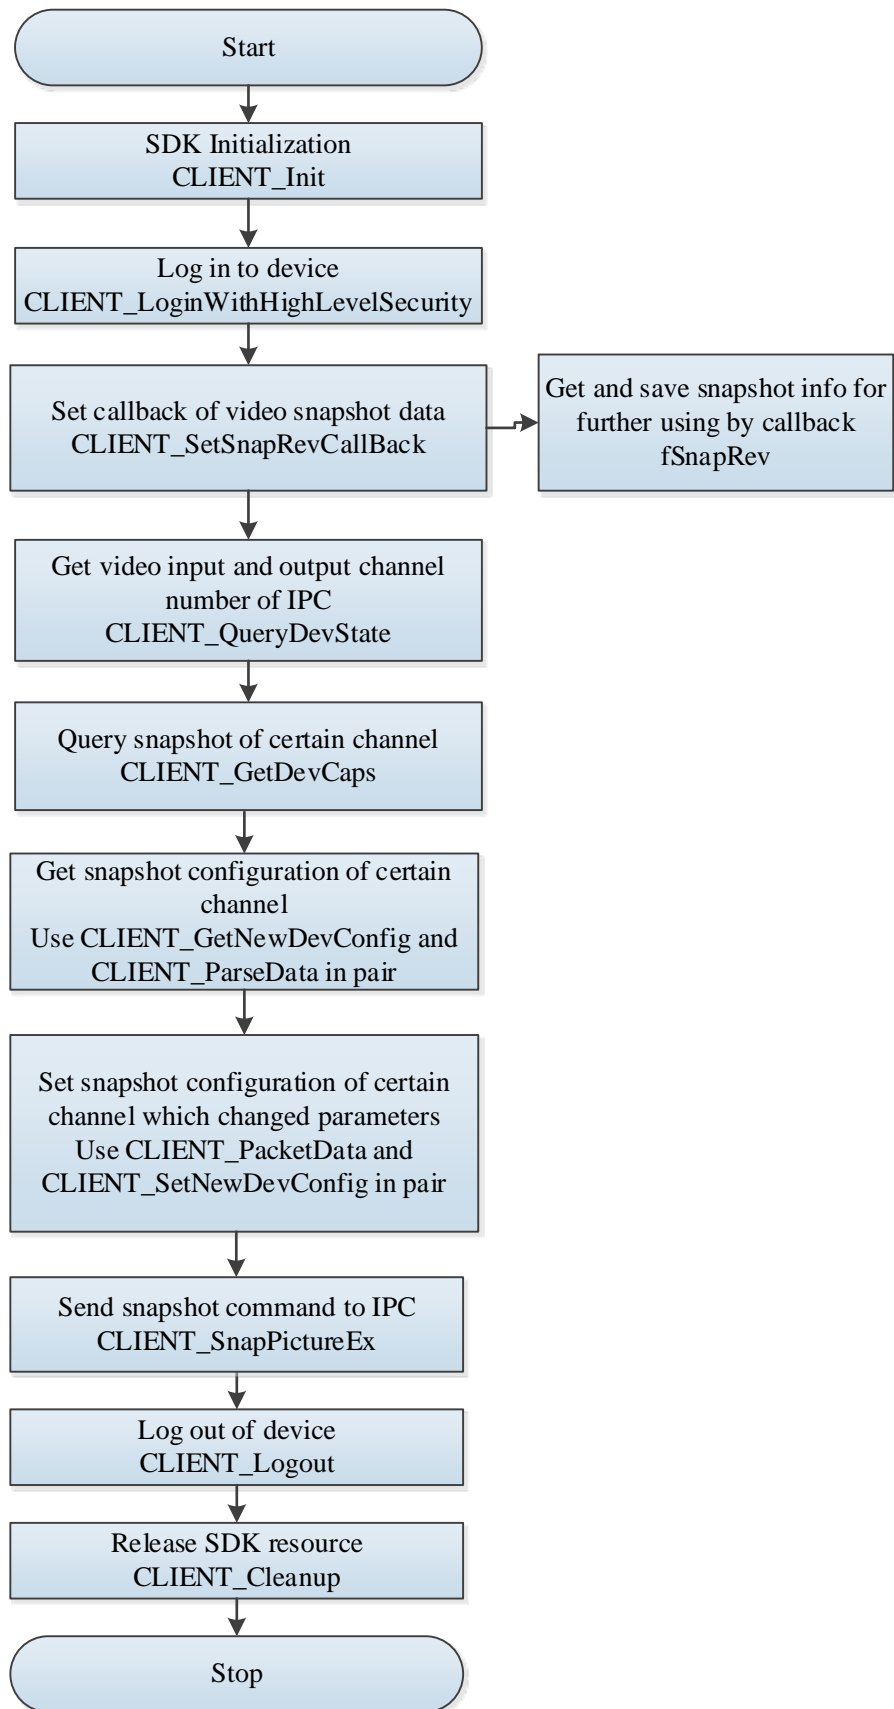 Start
SDK Initialization
CLIENT_Init
Log in to device
CLIENT_LoginWithHighLevelSecurity
Set callback of video snapshot data
CLIENT_SetSnapRevCallBack
Get and save snapshot info for
further using by callback
fSnapRev
Get video input and output channel
number of IPC
CLIENT_QueryDevState
Query snapshot of certain channel
CLIENT_GetDevCaps
Get snapshot configuration of certain
channel
Use CLIENT_GetNewDevConfig and
CLIENT_ParseData in pair
Set snapshot configuration of certain
channel which changed parameters
Use CLIENT_PacketData and
CLIENT_SetNewDevConfig in pair
Send snapshot command to IPC
CLIENT_SnapPictureEx
Log out of device
CLIENT_Logout
Release SDK resource
CLIENT_Cleanup
Stop